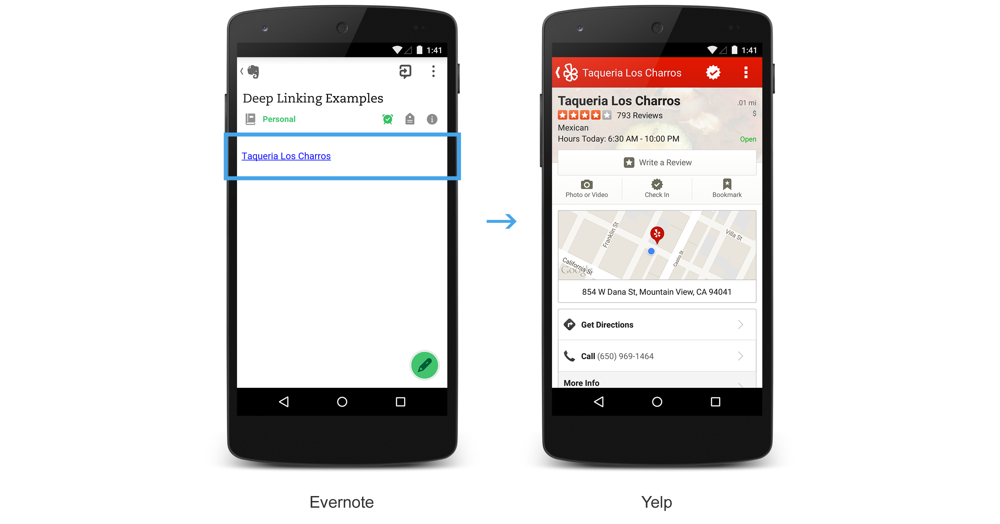 1:41
Deep Linking Examples
Personal
Taqueria Los Charros
Evernote
1:41
Taqueria Los Charros
Taqueria Los Charros
.01 mi
793 Reviews
$
Mexican
Hours Today: 6:30 AM - 10:00 PM
Open
Write a Review
Photo or Video
Check In
Bookmark
Franklin St
Villa St
Castro St
California St
Google
854 W Dana St, Mountain View, CA 94041
Get Directions
Call (650) 969-1464
More Info
Yelp